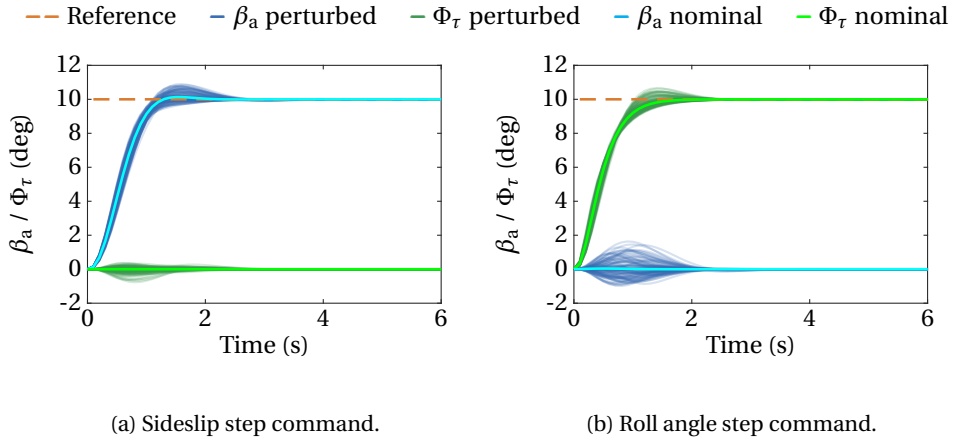 Reference βa perturbed Φτ perturbed βa nominal Φτ nominal
12
10
8
6
4
2
0
-2
βa / Φτ (deg)
0 2 4 6
Time (s)
(a) Sideslip step command.
12
10
8
6
4
2
0
-2
βa / Φτ (deg)
0 2 4 6
Time (s)
(b) Roll angle step command.